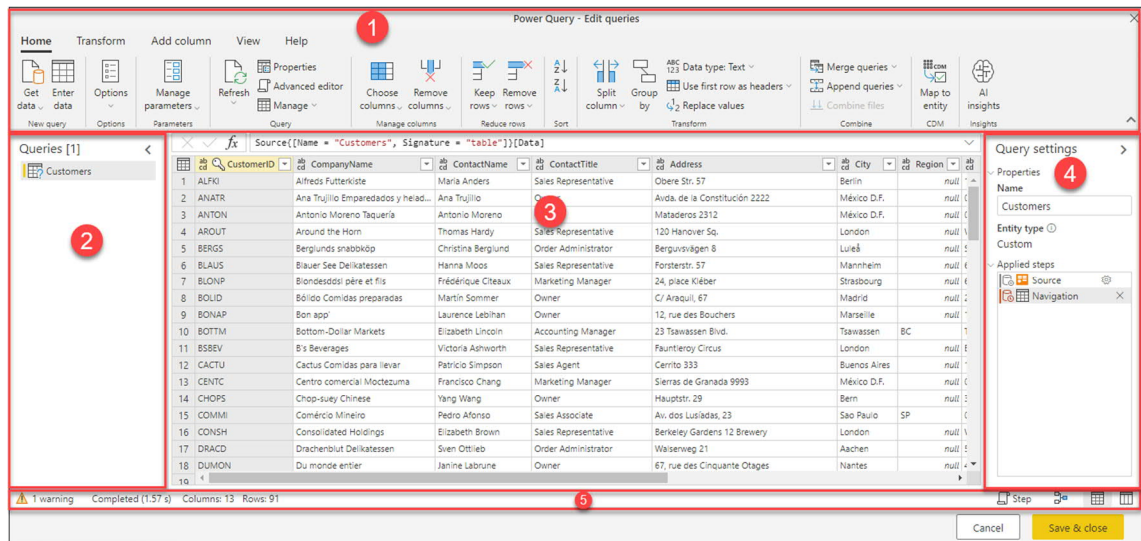 Power Query - Edit queries
1
Home Transform Add column View Help
Get data
Enter data
Options
Manage parameters
Refresh
Properties
Advanced editor
Manage
Choose columns
Remove columns
Keep rows
Remove rows
Split column
Group by
Data type: Text
Use first row as headers
Replace values
Merge queries
Append queries
Combine files
CDM
Map to entity
AI insights
New query Options Parameters Query Manage columns Reduce rows Sort Transform Combine CDM Insights
Queries [1]
Customers
2
fx Source{[Name = "Customers", Signature = "table"]}[Data]
CustomerID CompanyName ContactName ContactTitle Address City Region
1 ALFKI Alfreds Futterkiste Maria Anders Sales Representative Obere Str. 57 Berlin null
2 ANATR Ana Trujillo Emparedados y helad... Ana Trujillo Avda. de la Constitución 2222 México D.F. null
3 ANTON Antonio Moreno Taquería Antonio Moreno Mataderos 2312 México D.F. null
3
4 AROUT Around the Horn Thomas Hardy Sales Representative 120 Hanover Sq. London null
5 BERGS Berglunds snabbköp Christina Berglund Order Administrator Berguvsvägen 8 Luleå null
6 BLAUS Blauer See Delikatessen Hanna Moos Sales Representative Forsterstr. 57 Mannheim null
7 BLONP Blondesddsl père et fils Frédérique Citeaux Marketing Manager 24, place Kléber Strasbourg null
8 BOLID Bólido Comidas preparadas Martín Sommer Owner C/ Araquil, 67 Madrid null
9 BONAP Bon app' Laurence Lebihan Owner 12, rue des Bouchers Marseille null
10 BOTTM Bottom-Dollar Markets Elizabeth Lincoln Accounting Manager 23 Tsawassen Blvd. Tsawassen BC
11 BSBEV B's Beverages Victoria Ashworth Sales Representative Fauntleroy Circus London null
12 CACTU Cactus Comidas para llevar Patricio Simpson Sales Agent Cerrito 333 Buenos Aires null
13 CENTC Centro comercial Moctezuma Francisco Chang Marketing Manager Sierras de Granada 9993 México D.F. null
14 CHOPS Chop-suey Chinese Yang Wang Owner Hauptstr. 29 Bern null
15 COMMI Comércio Mineiro Pedro Afonso Sales Associate Av. dos Lusíadas, 23 Sao Paulo SP
16 CONSH Consolidated Holdings Elizabeth Brown Sales Representative Berkeley Gardens 12 Brewery London null
17 DRACD Drachenblut Delikatessen Sven Ottlieb Order Administrator Walserweg 21 Aachen null
18 DUMON Du monde entier Janine Labrune Owner 67, rue des Cinquante Otages Nantes null
19
Query settings
4
Properties
Name
Customers
Entity type
Custom
Applied steps
Source
Navigation
1 warning Completed (1.57 s) Columns: 13 Rows: 91
5
Step
Cancel Save & close